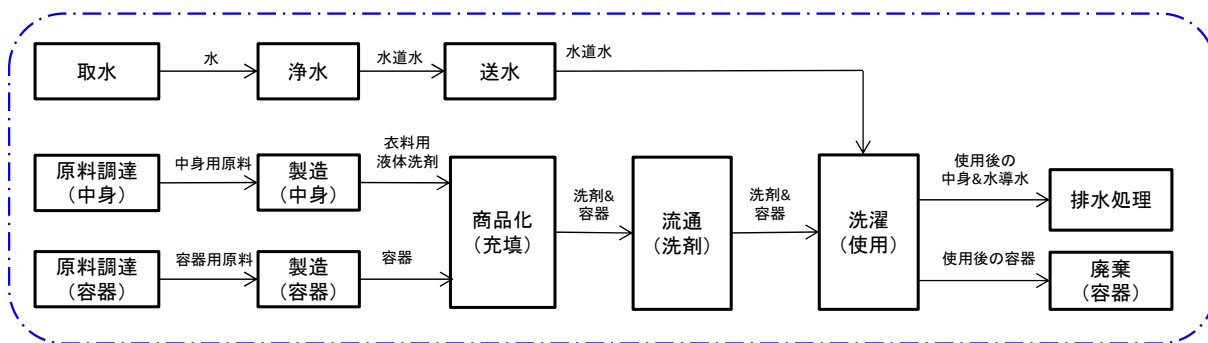 取水
水
浄水
水道水
送水
水道水
原料調達
（中身）
中身用原料
製造
（中身）
衣料用
液体洗剤
原料調達
（容器）
容器用原料
製造
（容器）
容器
商品化
（充填）
洗剤&
容器
流通
（洗剤）
洗剤&
容器
洗濯
（使用）
使用後の
中身&水導水
排水処理
使用後の容器
廃棄
（容器）